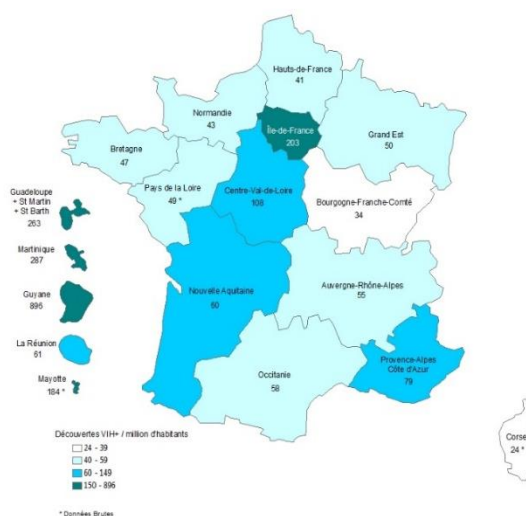 Hauts-de-France
41
Normandie
43
Île-de-France
203
Grand Est
50
Bretagne
47
Pays de la Loire
49 *
Centre-Val-de-Loire
108
Bourgogne-Franche-Comté
34
Guadeloupe
+ St Martin
+ St Barth
263
Martinique
287
Guyane
896
La Réunion
61
Mayotte
184 *
Nouvelle Aquitaine
60
Auvergne-Rhône-Alpes
55
Occitanie
58
Provence-Alpes
Côte d'Azur
79
Corse
24 *
Découvertes VIH+ / million d'habitants
24 - 39
40 - 59
60 - 149
150 - 896
* Données Brutes